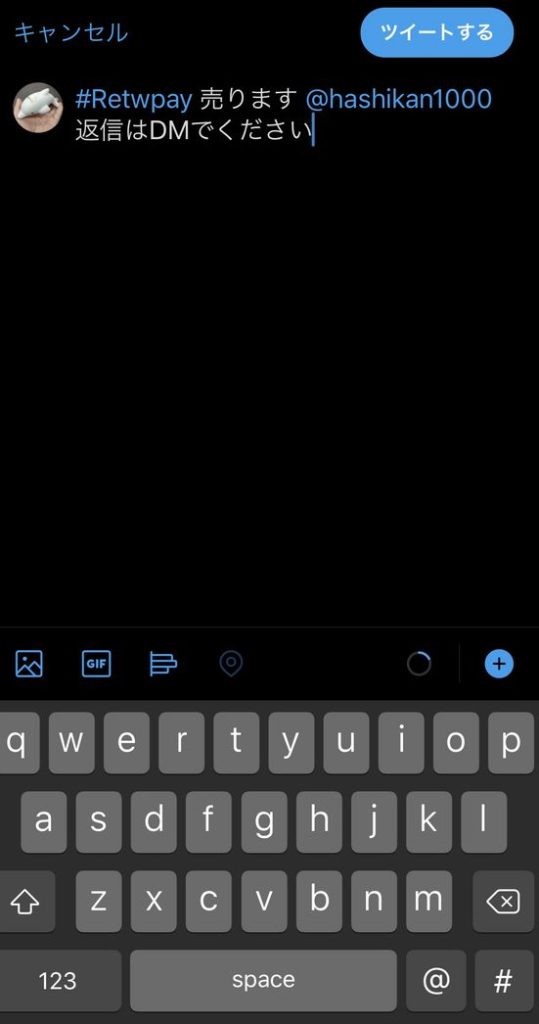 キャンセル
ツイートする
#Retwpay 売ります @hashikan1000
返信はDMでください
GIF
q w e r t y u i o p
a s d f g h j k l
z x c v b n m
123 space @ #